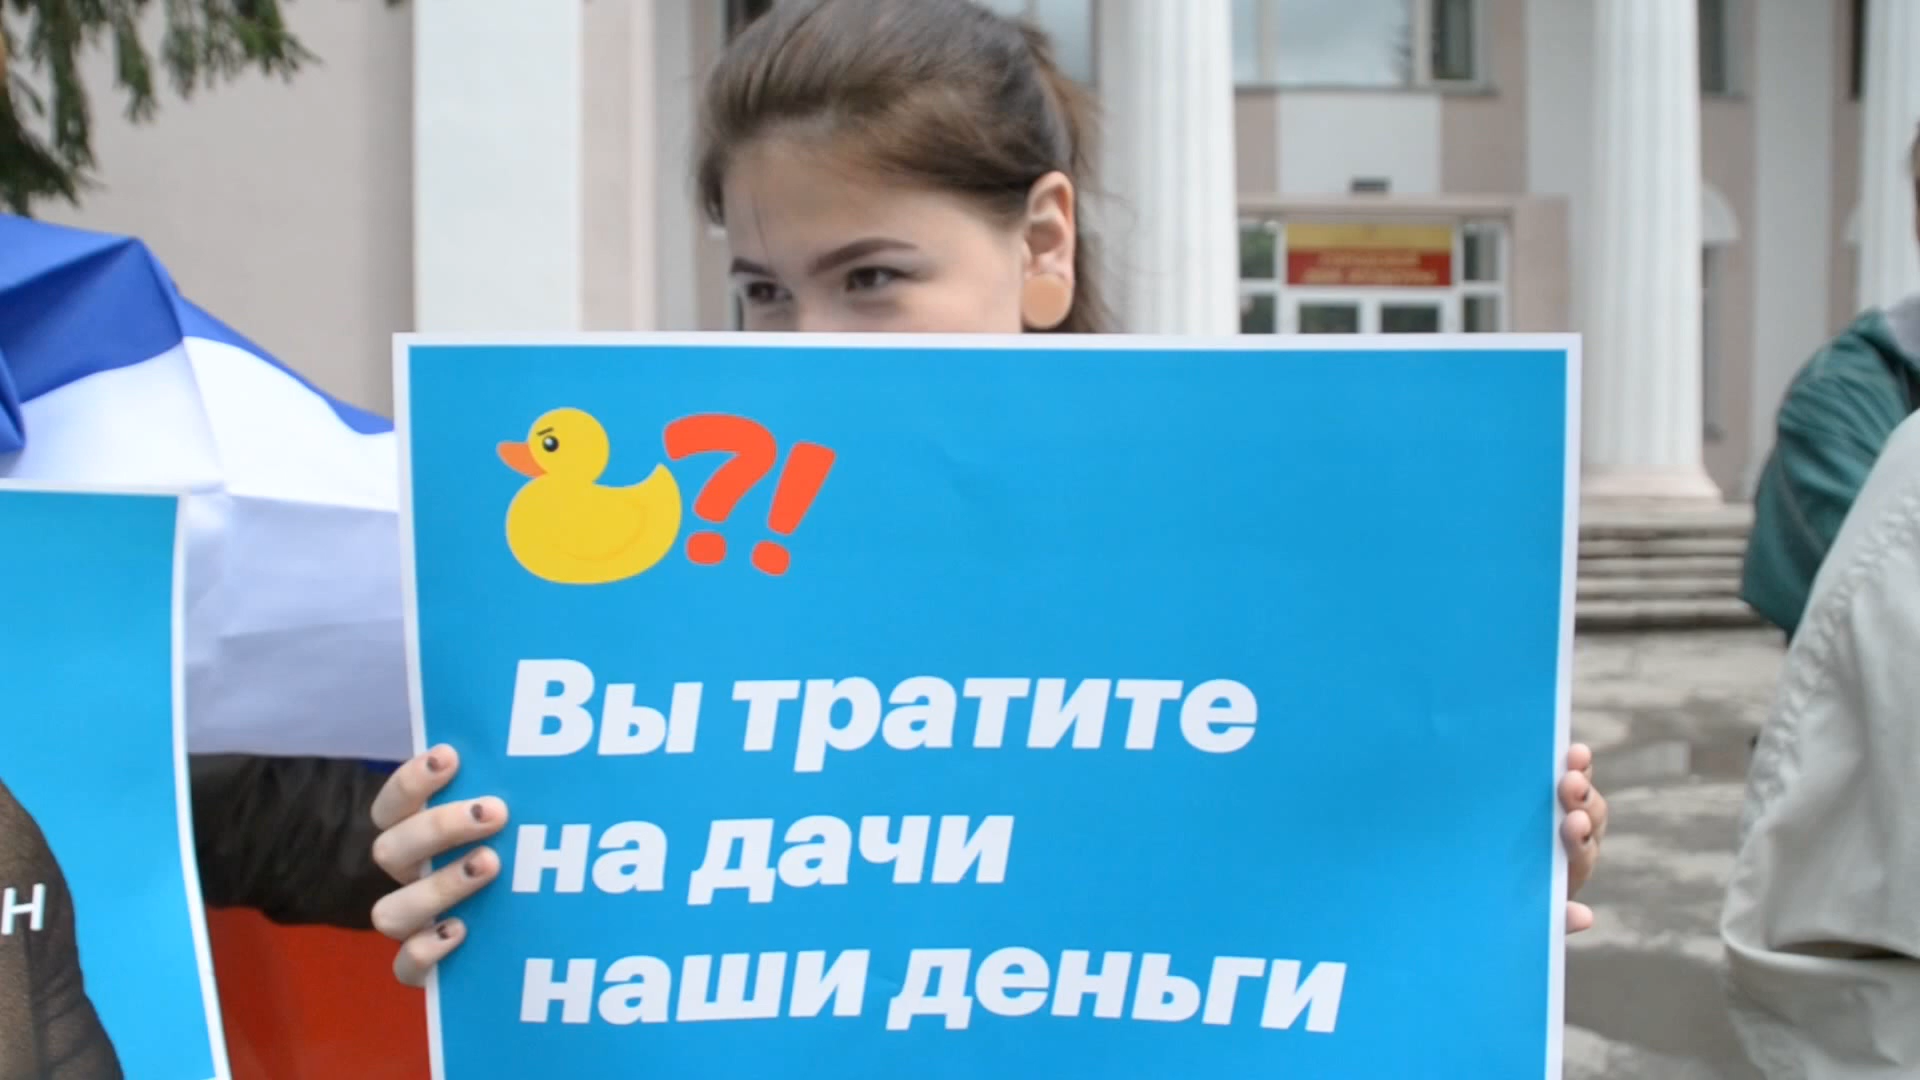 ?!
Вы тратите
на дачи
наши деньги
н